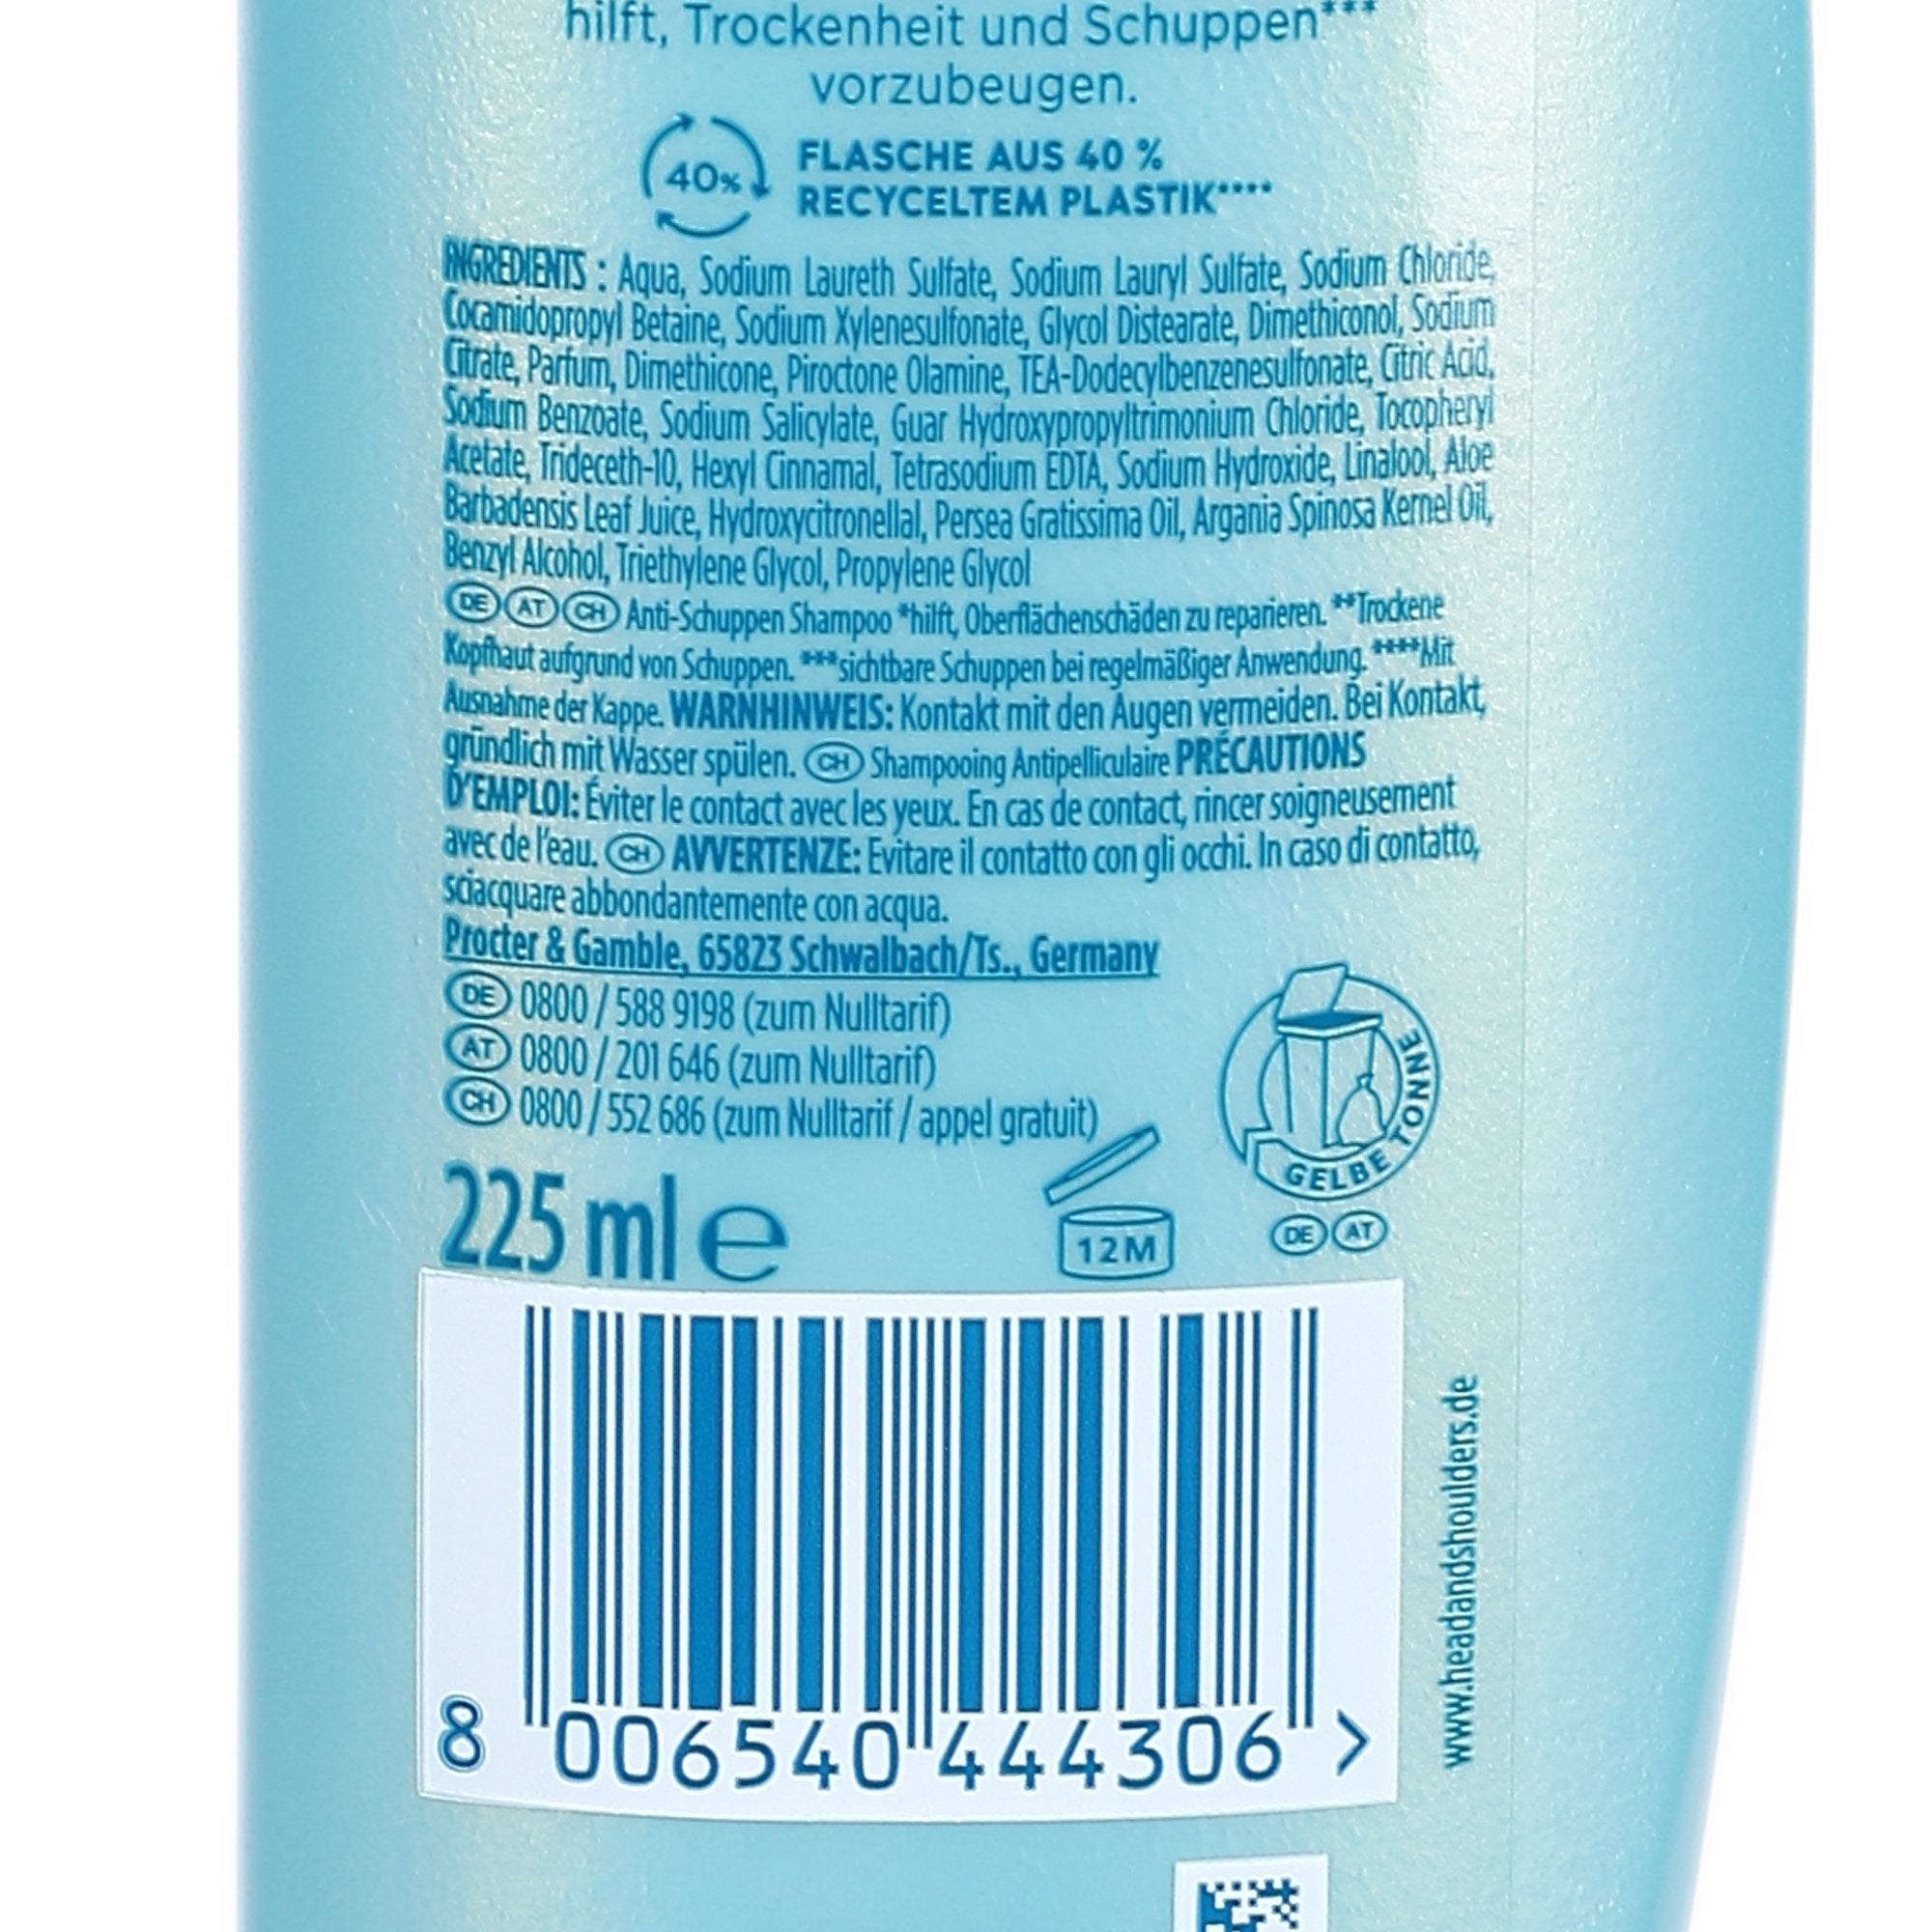 hilft, Trockenheit und Schuppen***
vorzubeugen.
40%
FLASCHE AUS 40 %
RECYCELTEM PLASTIK****
INGREDIENTS : Aqua, Sodium Laureth Sulfate, Sodium Lauryl Sulfate, Sodium Chloride,
Cocamidopropyl Betaine, Sodium Xylenesulfonate, Glycol Distearate, Dimethiconol, Sodium
Citrate, Parfum, Dimethicone, Piroctone Olamine, TEA-Dodecylbenzenesulfonate, Citric Acid,
Sodium Benzoate, Sodium Salicylate, Guar Hydroxypropyltrimonium Chloride, Tocopheryl
Acetate, Trideceth-10, Hexyl Cinnamal, Tetrasodium EDTA, Sodium Hydroxide, Linalool, Aloe
Barbadensis Leaf Juice, Hydroxycitronellal, Persea Gratissima Oil, Argania Spinosa Kernel Oil,
Benzyl Alcohol, Triethylene Glycol, Propylene Glycol
DE AT CH Anti-Schuppen Shampoo *hilft, Oberflächenschäden zu reparieren. **Trockene
Kopfhaut aufgrund von Schuppen. ***sichtbare Schuppen bei regelmäßiger Anwendung. ****Mit
Ausnahme der Kappe. WARNHINWEIS: Kontakt mit den Augen vermeiden. Bei Kontakt,
gründlich mit Wasser spülen. CH Shampooing Antipelliculaire PRÉCAUTIONS
D'EMPLOI: Éviter le contact avec les yeux. En cas de contact, rincer soigneusement
avec de l'eau. CH AVVERTENZE: Evitare il contatto con gli occhi. In caso di contatto,
sciacquare abbondantemente con acqua.
Procter & Gamble, 65823 Schwalbach/Ts., Germany
DE 0800 / 588 9198 (zum Nulltarif)
AT 0800 / 201 646 (zum Nulltarif)
CH 0800 / 552 686 (zum Nulltarif / appel gratuit)
GELBE TONNE
DE AT
225 ml e
12M
8 006540 444306 >
www.headandshoulders.de